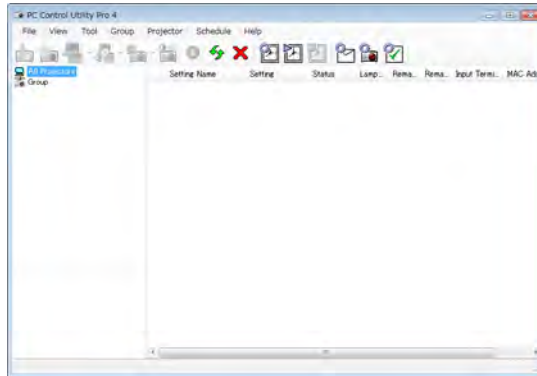 PC Control Utility Pro 4
File View Tool Group Projector Schedule Help
All Projectors
Group
Setting Name Setting Status Lamp... Rema... Rema... Input Termi... MAC Add